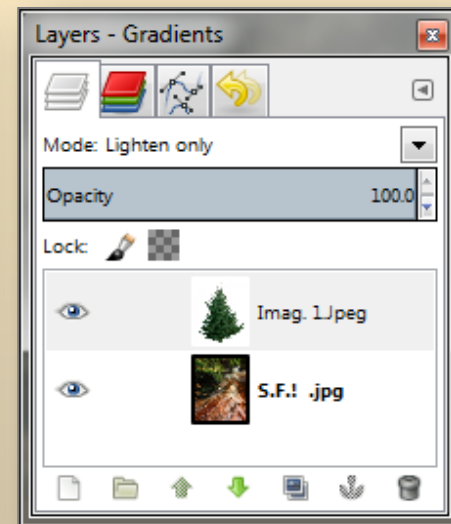 Layers - Gradients
Mode: Lighten only
Opacity 100.0
Lock:
Imag. 1.Jpeg
S.F.! .jpg